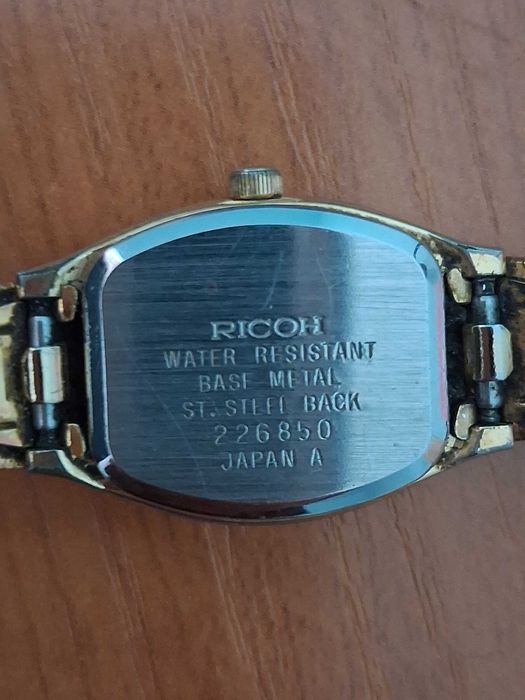 RICOH
WATER RESISTANT
BASE METAL
ST. STEEL BACK
226850
JAPAN A